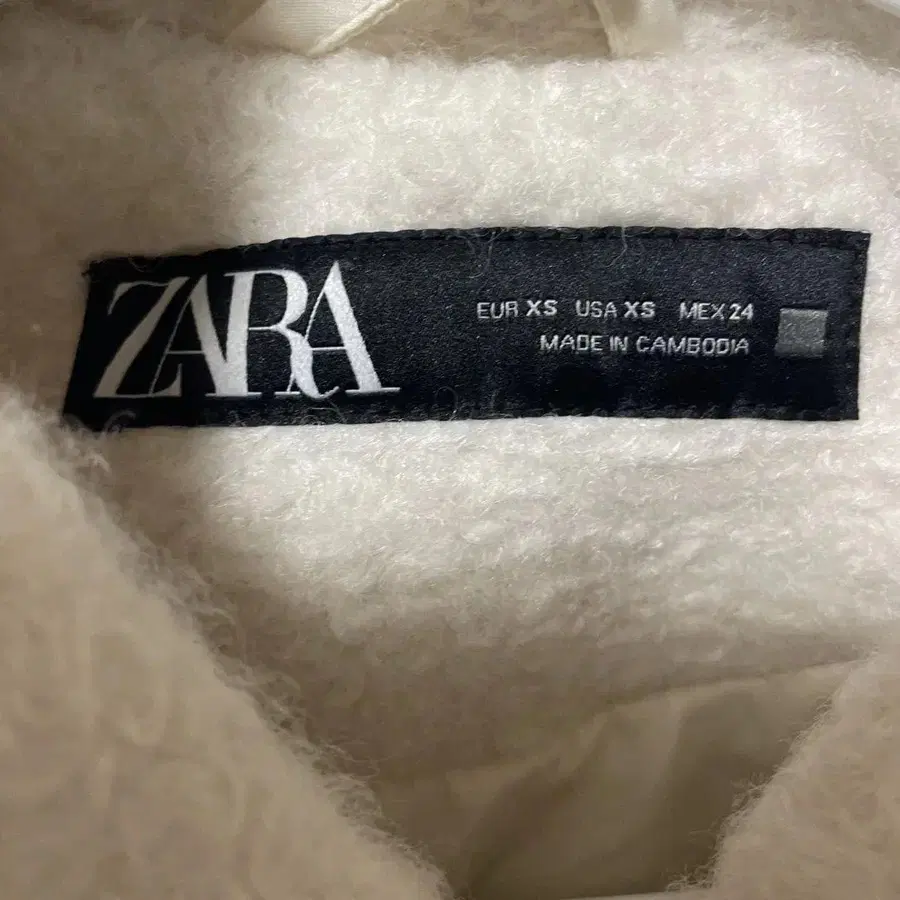 ZARA
EUR XS USA XS MEX 24
MADE IN CAMBODIA